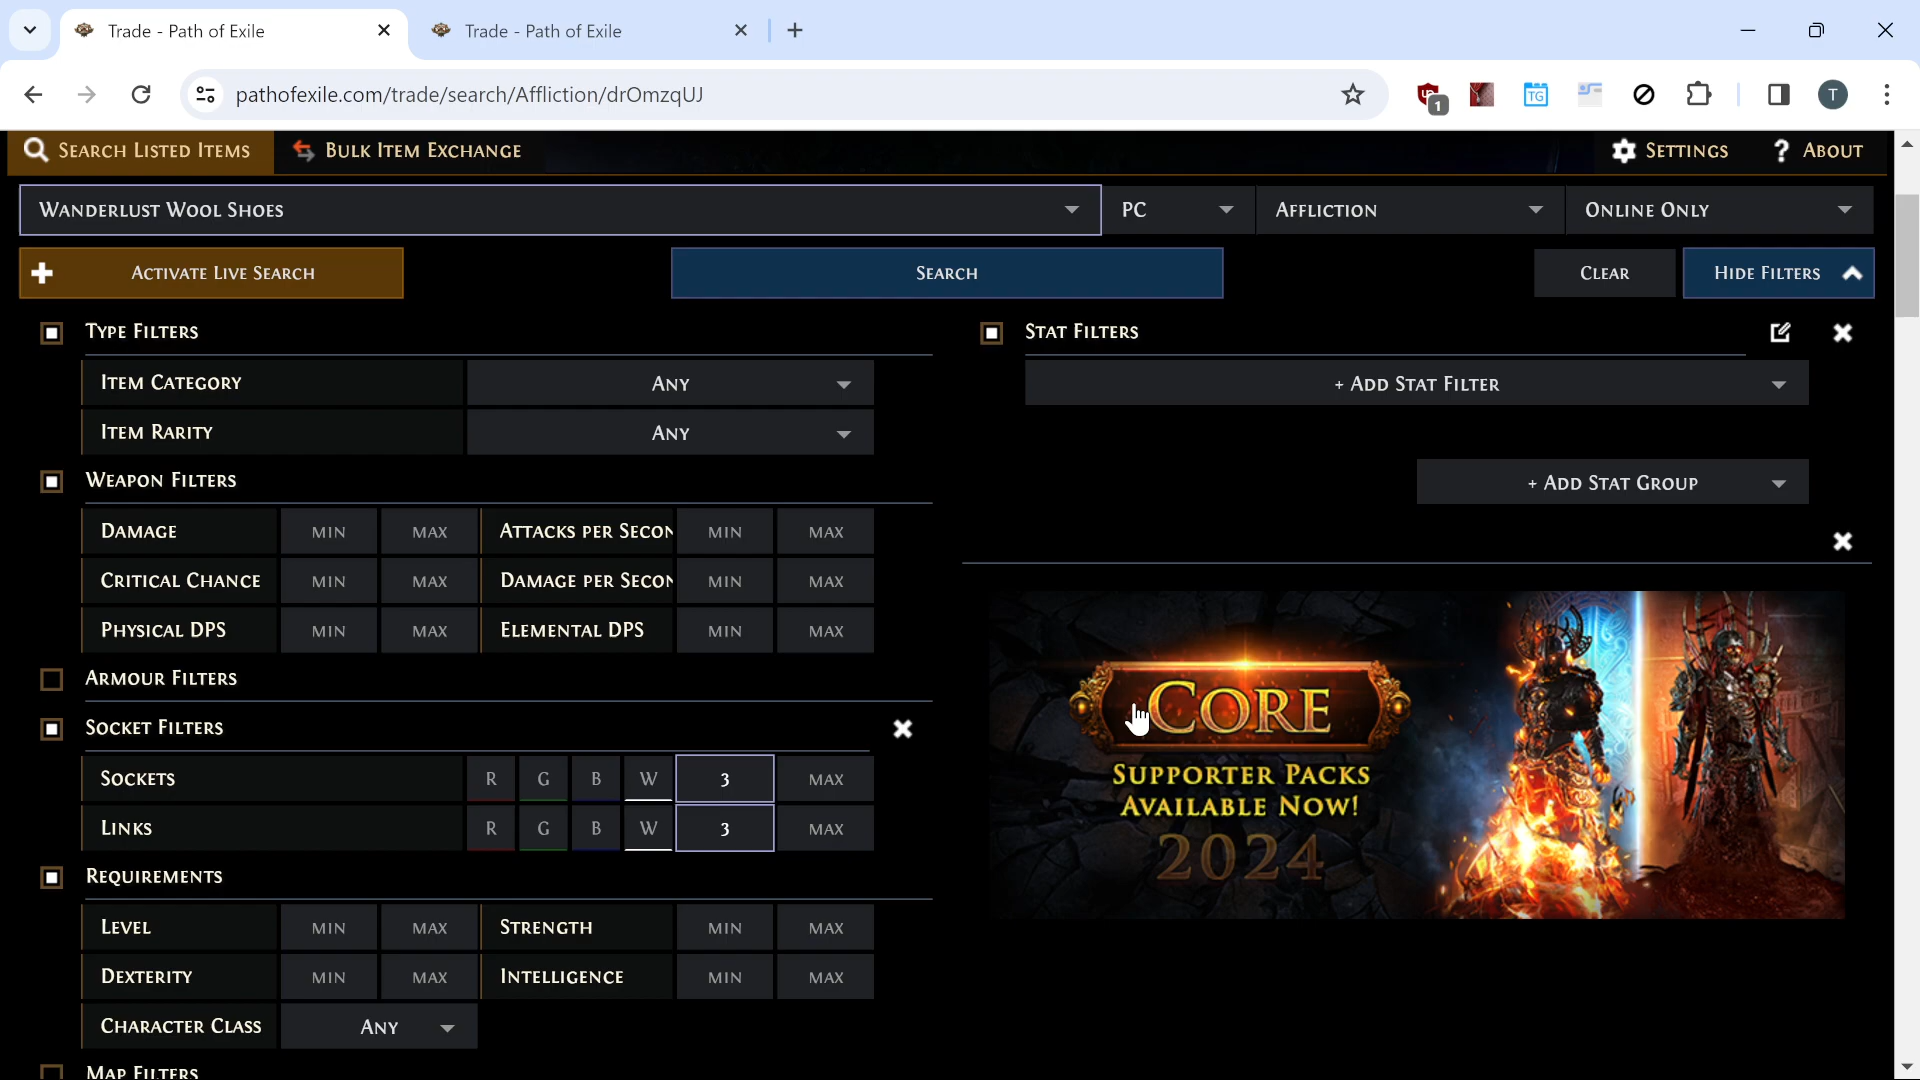 Trade - Path of Exile
Trade - Path of Exile
pathofexile.com/trade/search/Affliction/drOmzqUJ
1
TG
T
Search Listed Items
Bulk Item Exchange
Settings
? About
Wanderlust Wool Shoes
PC
Affliction
Online Only
Activate Live Search
Search
Clear
Hide Filters
Type Filters
Stat Filters
Item Category
Any
+ Add Stat Filter
Item Rarity
Any
Weapon Filters
+ Add Stat Group
Damage
MIN
MAX
Attacks per Secon
MIN
MAX
Critical Chance
MIN
MAX
Damage per Secon
MIN
MAX
Physical DPS
MIN
MAX
Elemental DPS
MIN
MAX
Armour Filters
Socket Filters
Core
Supporter Packs
Available Now!
2024
Sockets
R G B W 3 MAX
Links
R G B W 3 MAX
Requirements
Level
MIN
MAX
Strength
MIN
MAX
Dexterity
MIN
MAX
Intelligence
MIN
MAX
Character Class
Any
Map Filters